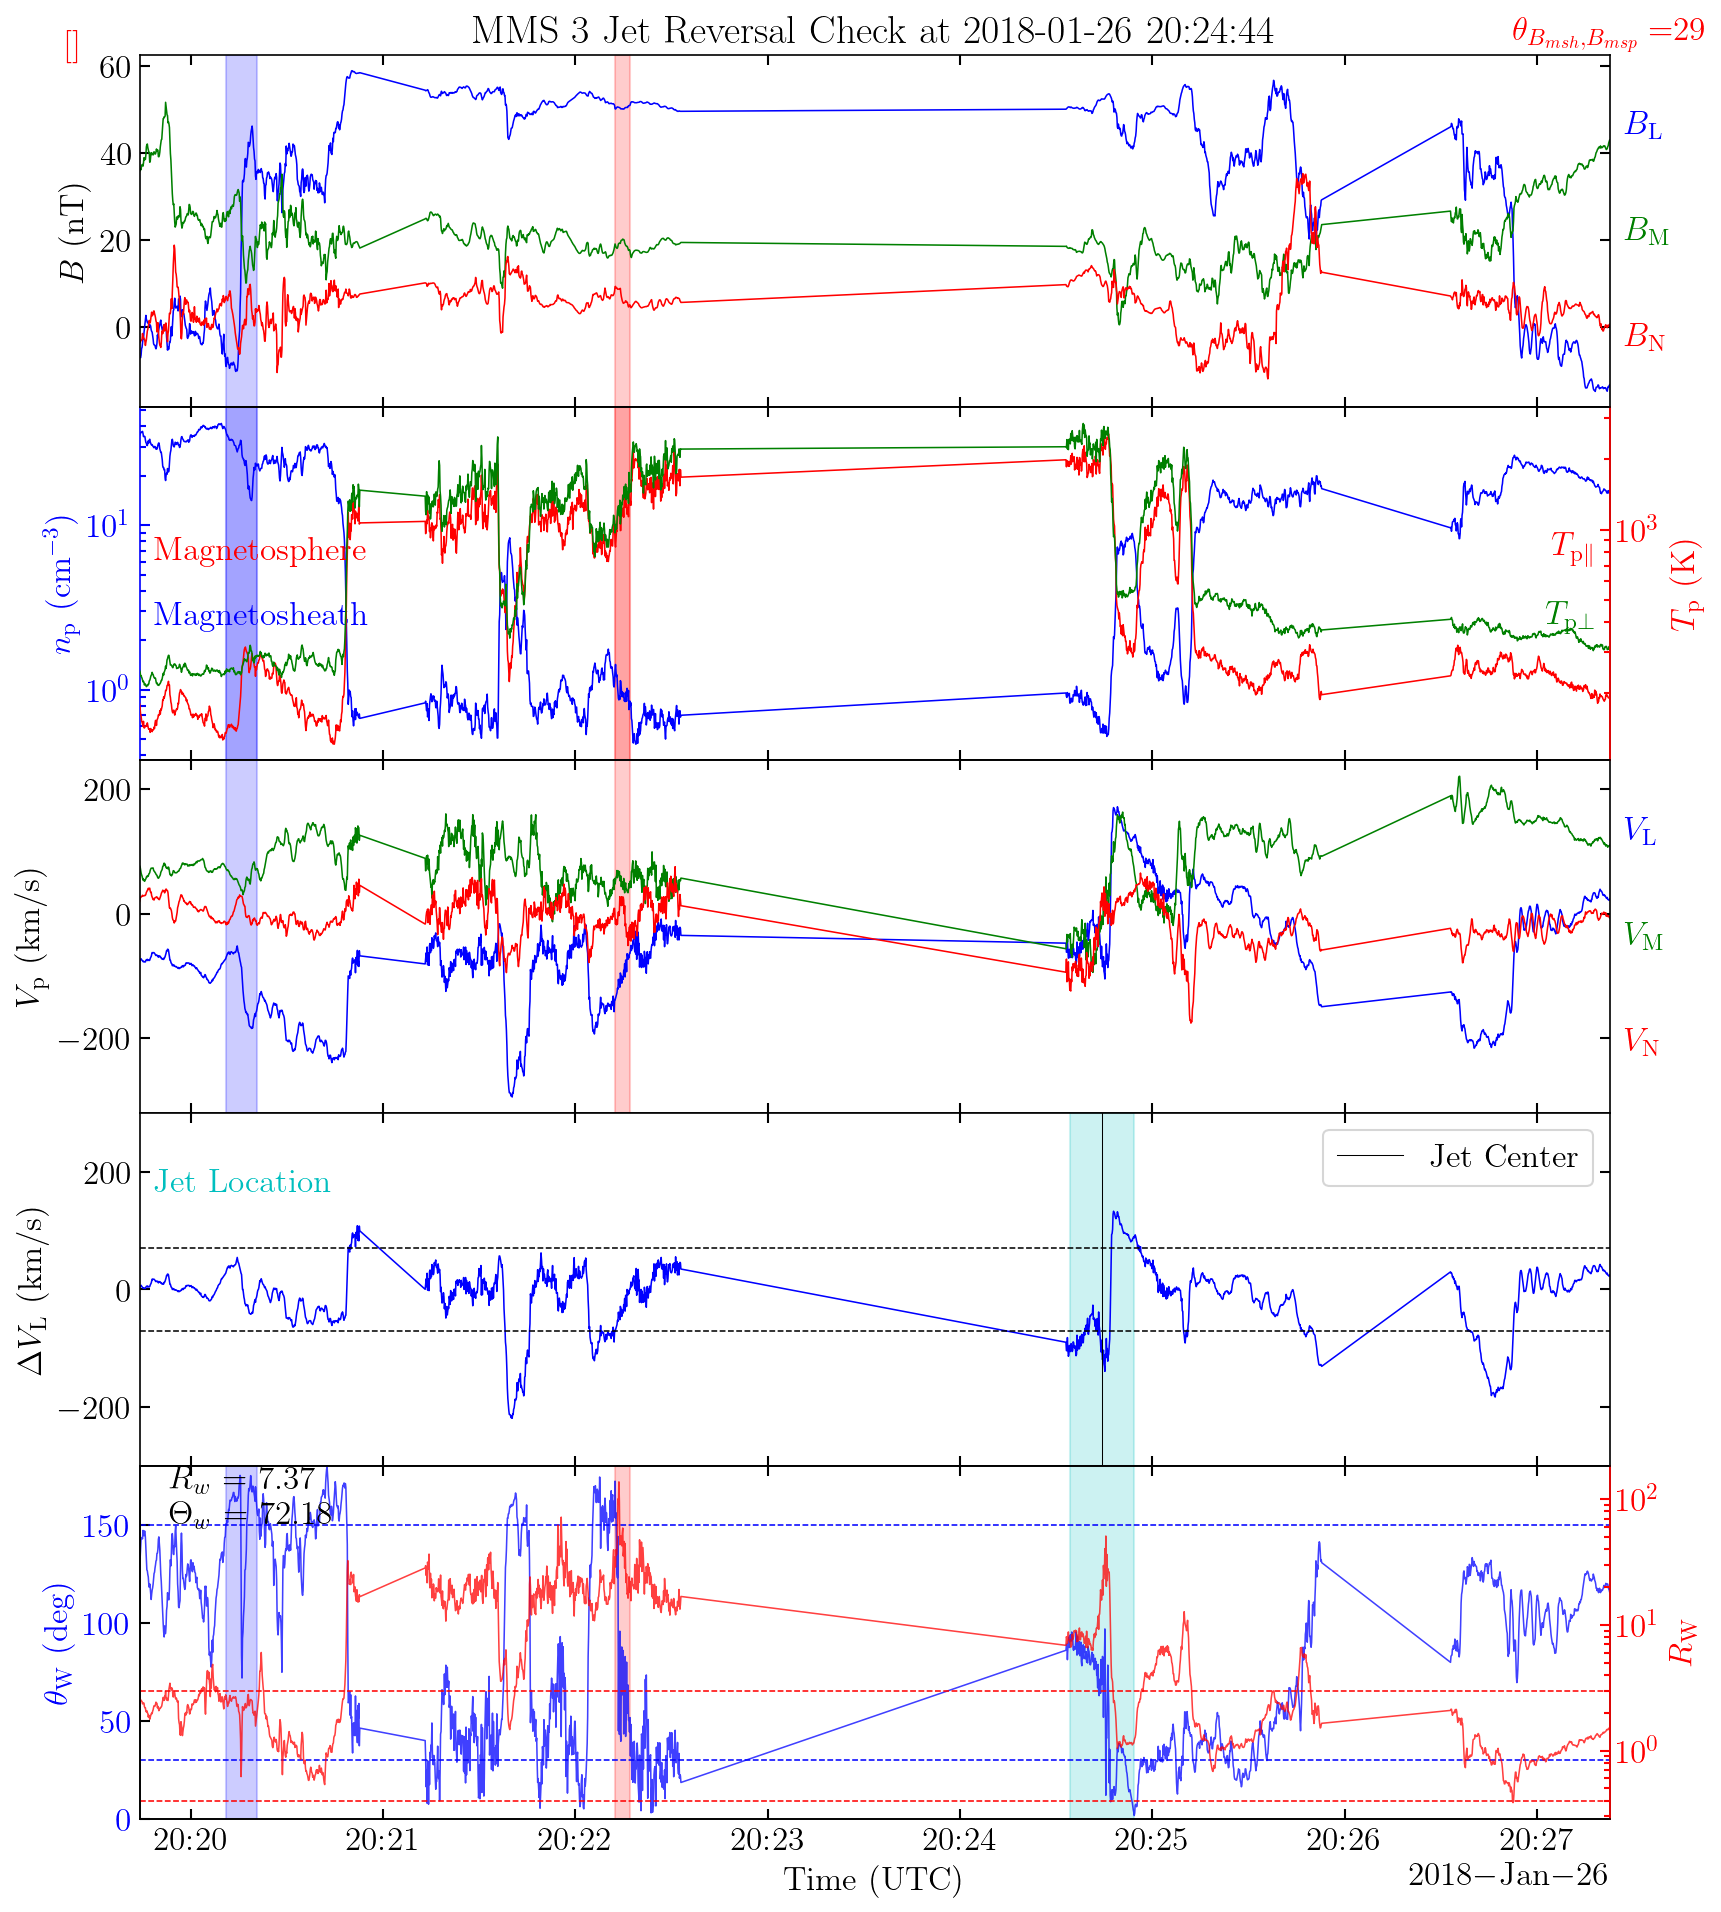 MMS 3 Jet Reversal Check at 2018-01-26 20:24:44
θ_{B_{msh},B_{msp}} =29
60
40
20
0
B (nT)
B_L
B_M
B_N
10^1
10^0
n_p (cm^{−3})
Magnetosphere
Magnetosheath
10^3
T_{p∥}
T_{p⊥}
T_p (K)
200
0
−200
V_p (km/s)
V_L
V_M
V_N
200
0
−200
ΔV_L (km/s)
Jet Location
Jet Center
R_w = 7.37
Θ_w = 72.18
150
100
50
0
θ_W (deg)
10^2
10^1
10^0
R_W
20:20 20:21 20:22 20:23 20:24 20:25 20:26 20:27
Time (UTC)
2018−Jan−26